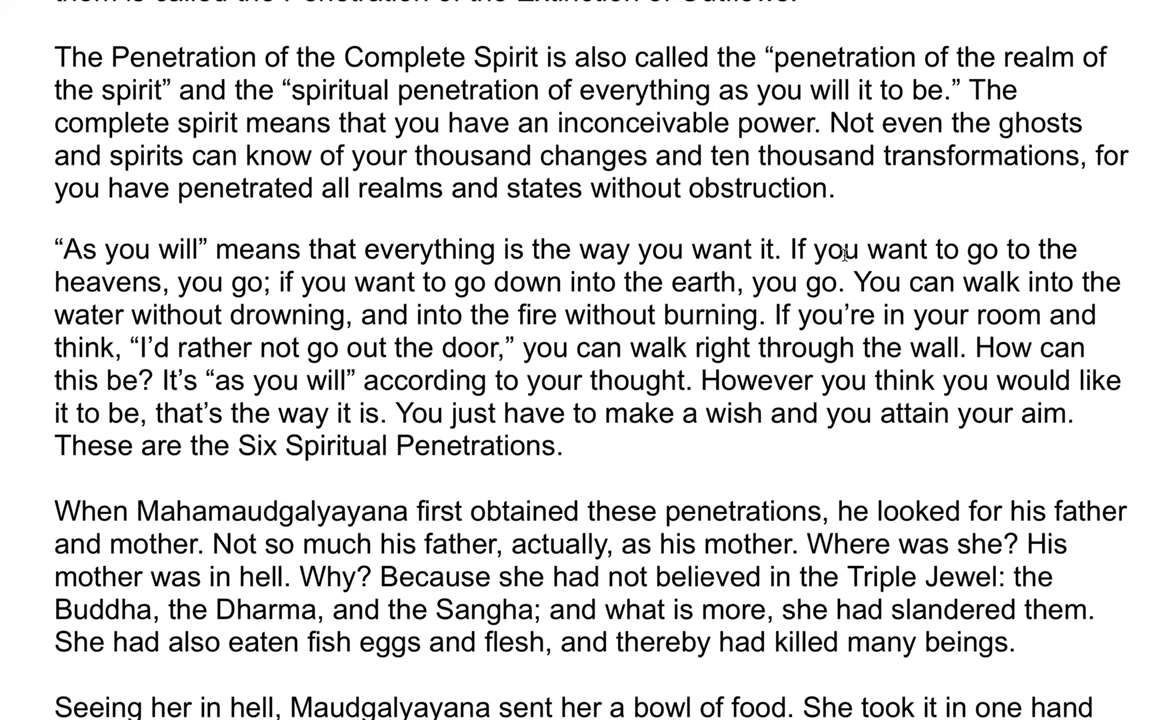 them is called the Penetration of the Extinction of Outflows.
The Penetration of the Complete Spirit is also called the “penetration of the realm of
the spirit” and the “spiritual penetration of everything as you will it to be.” The
complete spirit means that you have an inconceivable power. Not even the ghosts
and spirits can know of your thousand changes and ten thousand transformations, for
you have penetrated all realms and states without obstruction.
“As you will” means that everything is the way you want it. If you want to go to the
heavens, you go; if you want to go down into the earth, you go. You can walk into the
water without drowning, and into the fire without burning. If you’re in your room and
think, “I’d rather not go out the door,” you can walk right through the wall. How can
this be? It’s “as you will” according to your thought. However you think you would like
it to be, that’s the way it is. You just have to make a wish and you attain your aim.
These are the Six Spiritual Penetrations.
When Mahamaudgalyayana first obtained these penetrations, he looked for his father
and mother. Not so much his father, actually, as his mother. Where was she? His
mother was in hell. Why? Because she had not believed in the Triple Jewel: the
Buddha, the Dharma, and the Sangha; and what is more, she had slandered them.
She had also eaten fish eggs and flesh, and thereby had killed many beings.
Seeing her in hell, Maudgalyayana sent her a bowl of food. She took it in one hand